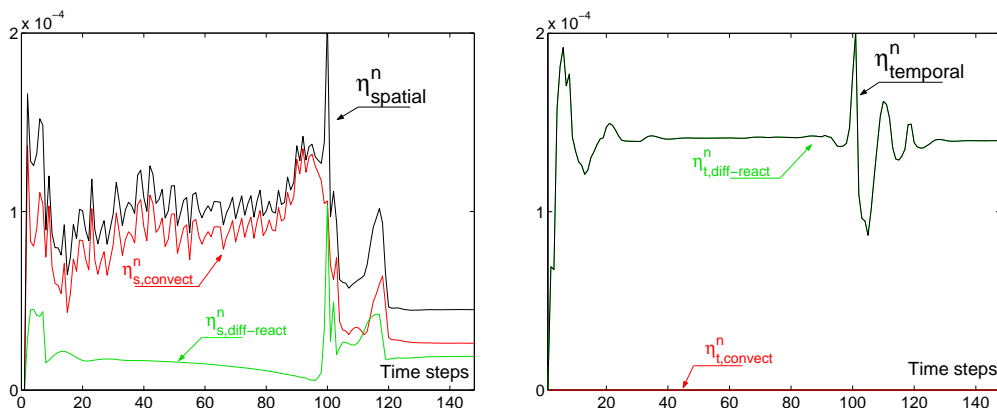 2 x 10^-4
η^n_spatial
1
η^n_s,convect
η^n_s,diff-react
Time steps
0
0 20 40 60 80 100 120 140
2 x 10^-4
η^n_temporal
η^n_t,diff-react
1
η^n_t,convect
Time steps
0
20 40 60 80 100 120 140